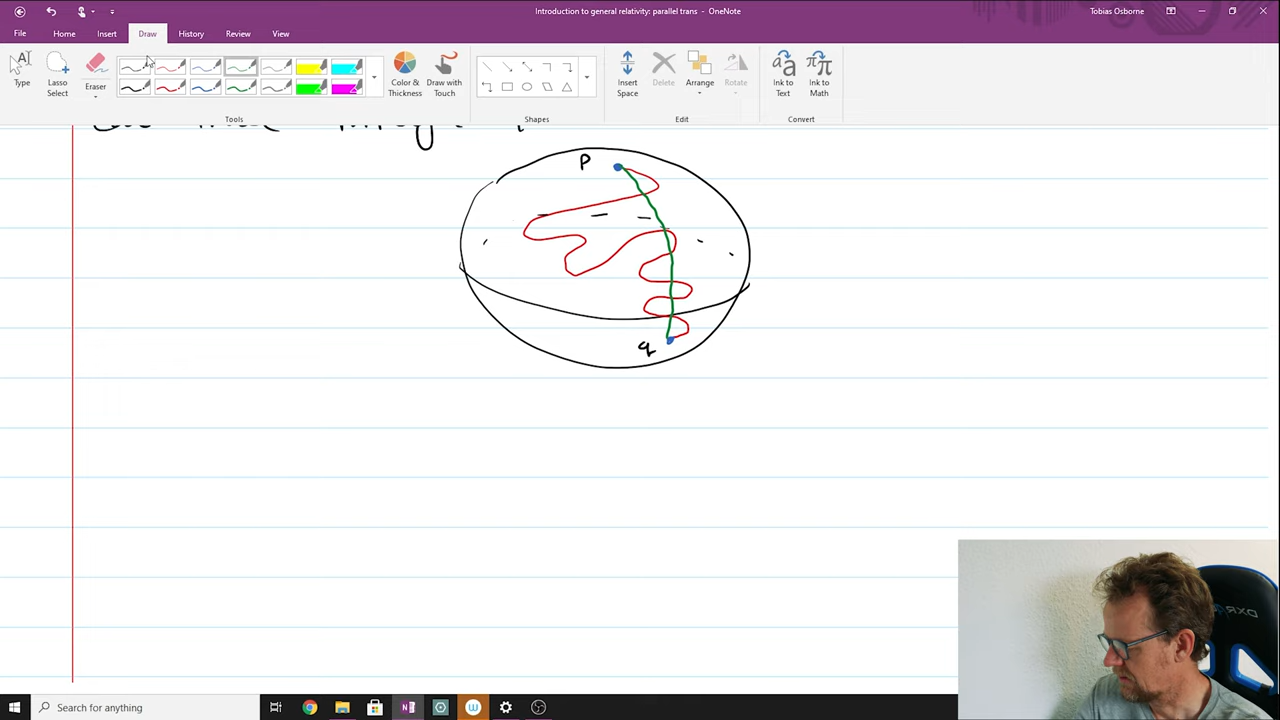 Introduction to general relativity: parallel trans - OneNote
Tobias Osborne
File Home Insert Draw History Review View
Type
Lasso Select
Eraser
Color & Thickness
Draw with Touch
Insert Space
Delete
Arrange
Rotate
Ink to Text
Ink to Math
Tools
Shapes
Edit
Convert
p
q
DXR
Search for anything